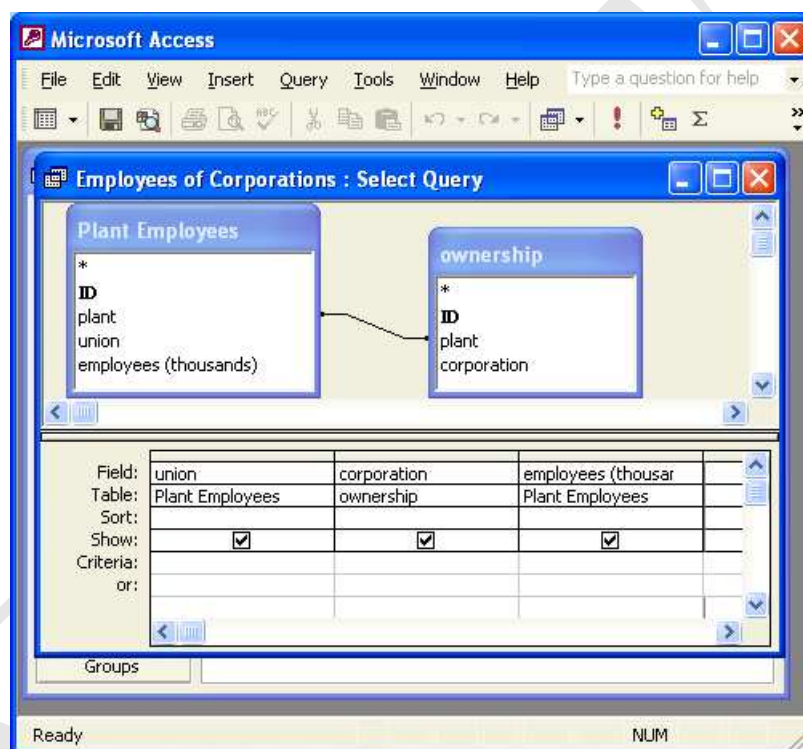 Microsoft Access
File Edit View Insert Query Tools Window Help Type a question for help
ABC
Employees of Corporations : Select Query
Plant Employees
*
ID
plant
union
employees (thousands)
ownership
*
ID
plant
corporation
Field: union corporation employees (thousar
Table: Plant Employees ownership Plant Employees
Sort:
Show:
Criteria:
or:
Groups
Ready NUM